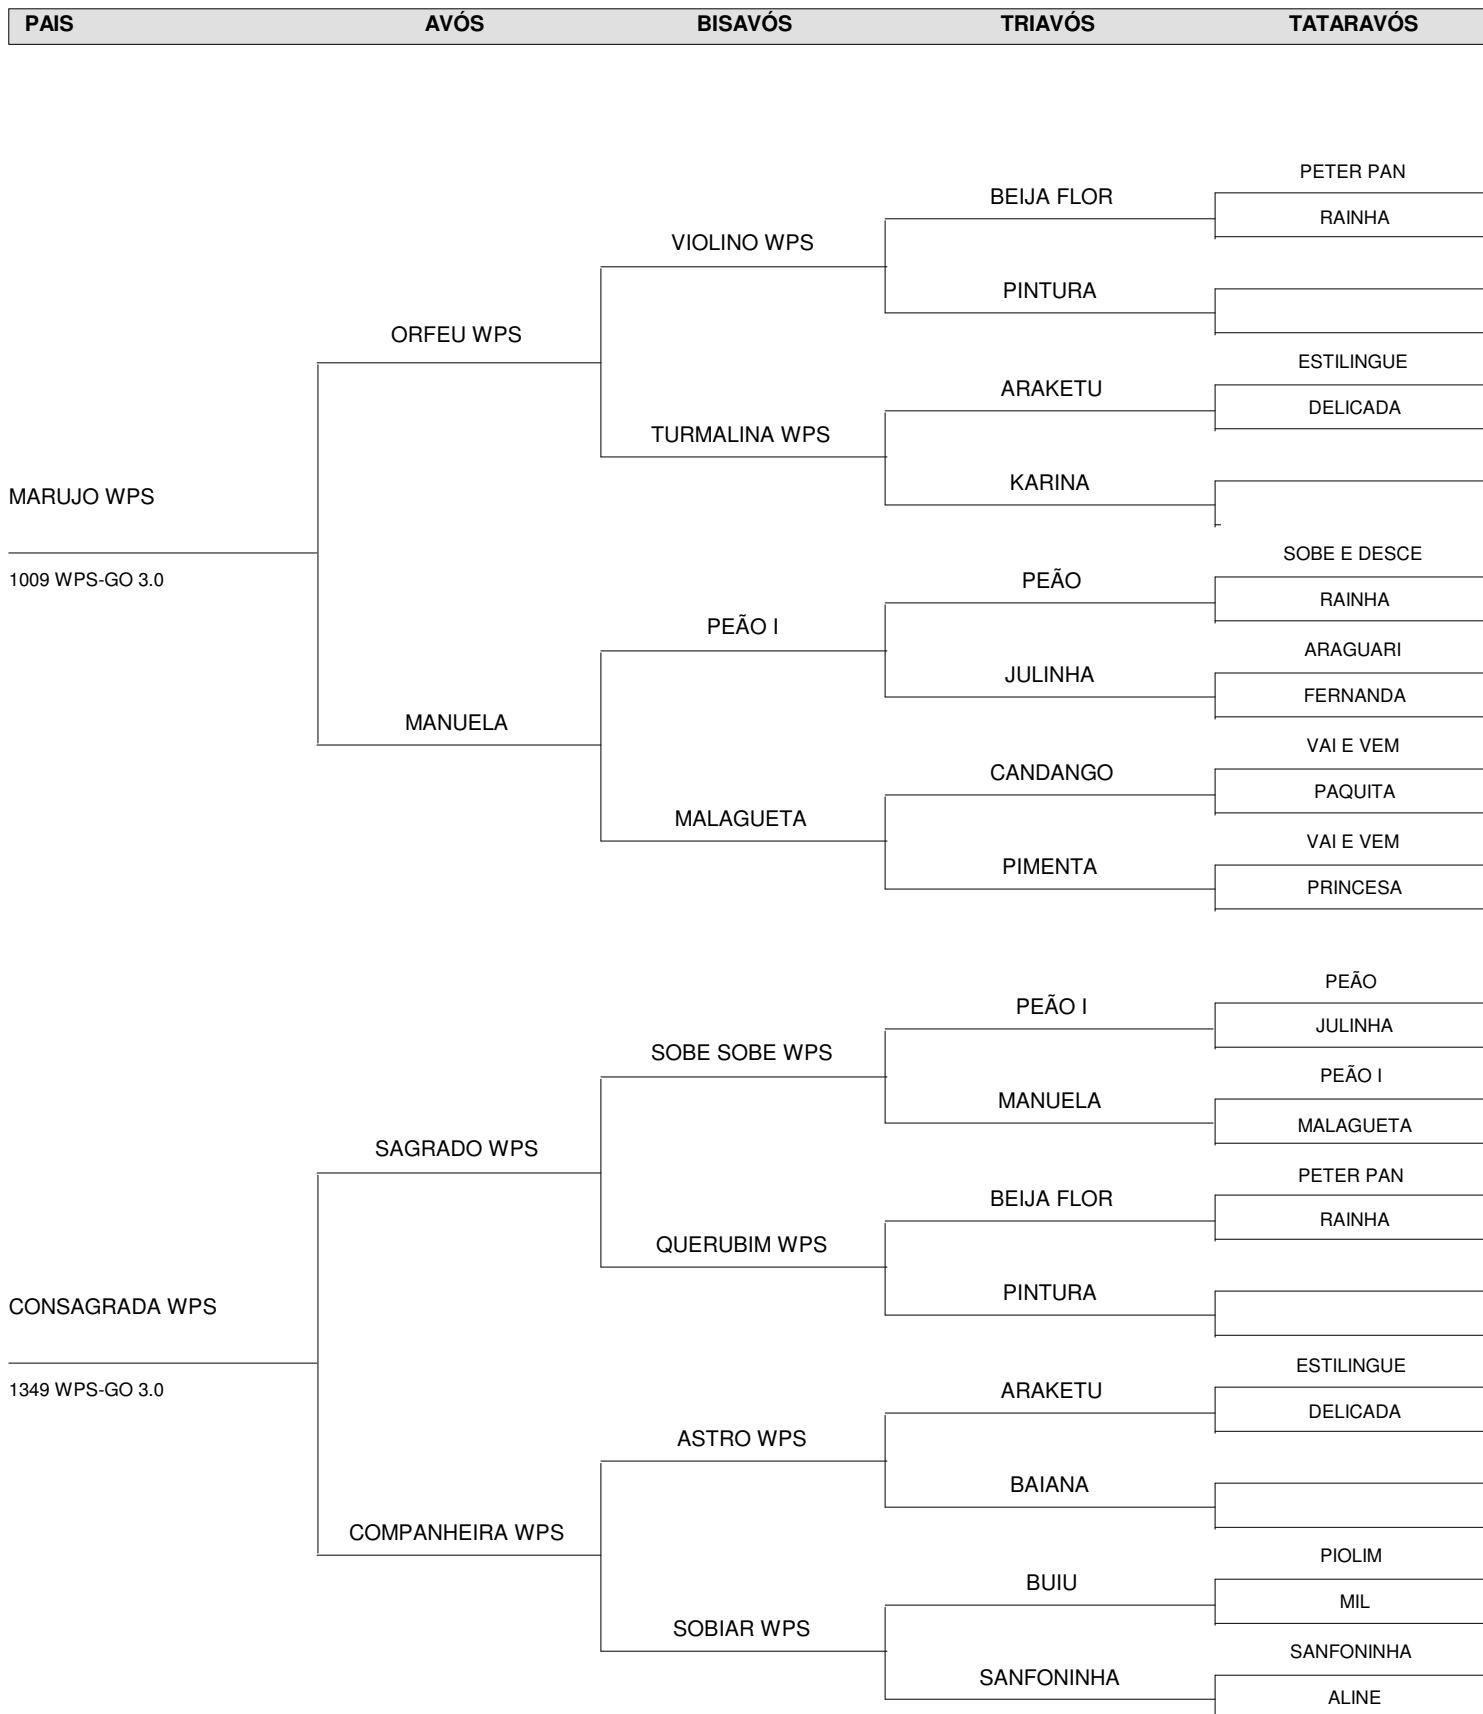 PAIS AVÓS BISAVÓS TRIAVÓS TATARAVÓS
PETER PAN
BEIJA FLOR
RAINHA
VIOLINO WPS
PINTURA
ORFEU WPS
ESTILINGUE
ARAKETU
DELICADA
TURMALINA WPS
KARINA
MARUJO WPS
SOBE E DESCE
1009 WPS-GO 3.0
PEÃO
RAINHA
PEÃO I
ARAGUARI
JULINHA
FERNANDA
MANUELA
VAI E VEM
CANDANGO
PAQUITA
MALAGUETA
VAI E VEM
PIMENTA
PRINCESA
PEÃO
PEÃO I
JULINHA
SOBE SOBE WPS
PEÃO I
MANUELA
MALAGUETA
SAGRADO WPS
PETER PAN
BEIJA FLOR
RAINHA
QUERUBIM WPS
PINTURA
CONSAGRADA WPS
ESTILINGUE
1349 WPS-GO 3.0
ARAKETU
DELICADA
ASTRO WPS
BAIANA
COMPANHEIRA WPS
PIOLIM
BUIU
MIL
SOBIAR WPS
SANFONINHA
SANFONINHA
ALINE